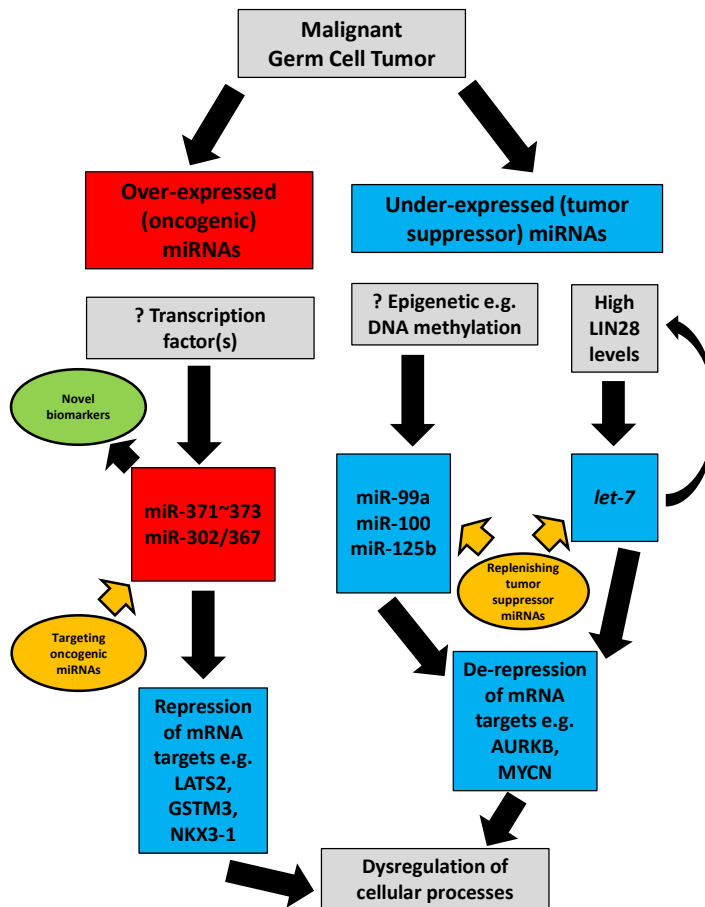 Malignant
Germ Cell Tumor
Over-expressed
(oncogenic)
miRNAs
Under-expressed (tumor
suppressor) miRNAs
? Transcription
factor(s)
? Epigenetic e.g.
DNA methylation
High
LIN28
levels
Novel
biomarkers
miR-371~373
miR-302/367
miR-99a
miR-100
miR-125b
let-7
Replenishing
tumor
suppressor
miRNAs
Targeting
oncogenic
miRNAs
Repression
of mRNA
targets e.g.
LATS2,
GSTM3,
NKX3-1
De-repression
of mRNA
targets e.g.
AURKB,
MYCN
Dysregulation of
cellular processes